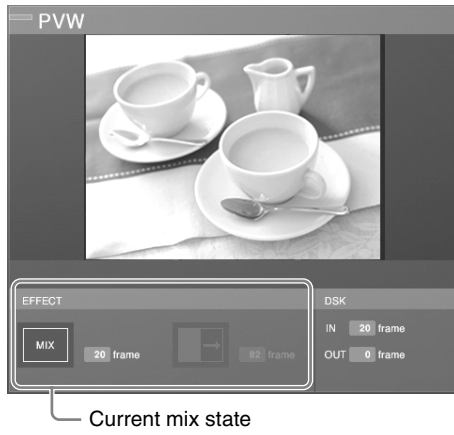 PVW
EFFECT
MIX
20 frame
82 frame
DSK
IN 20 frame
OUT 0 frame
Current mix state